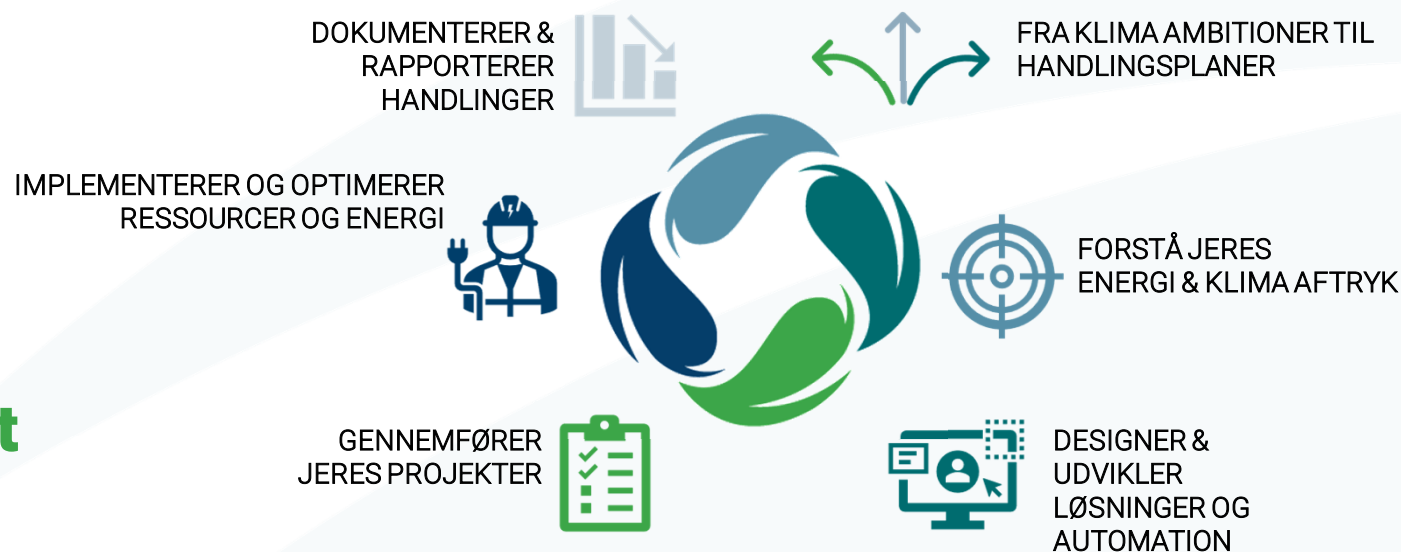 DOKUMENTERER &
RAPPORTERER
HANDLINGER
FRA KLIMA AMBITIONER TIL
HANDLINGSPLANER
IMPLEMENTERER OG OPTIMERER
RESSOURCER OG ENERGI
FORSTÅ JERES
ENERGI & KLIMA AFTRYK
t
GENNEMFØRER
JERES PROJEKTER
DESIGNER &
UDVIKLER
LØSNINGER OG
AUTOMATION